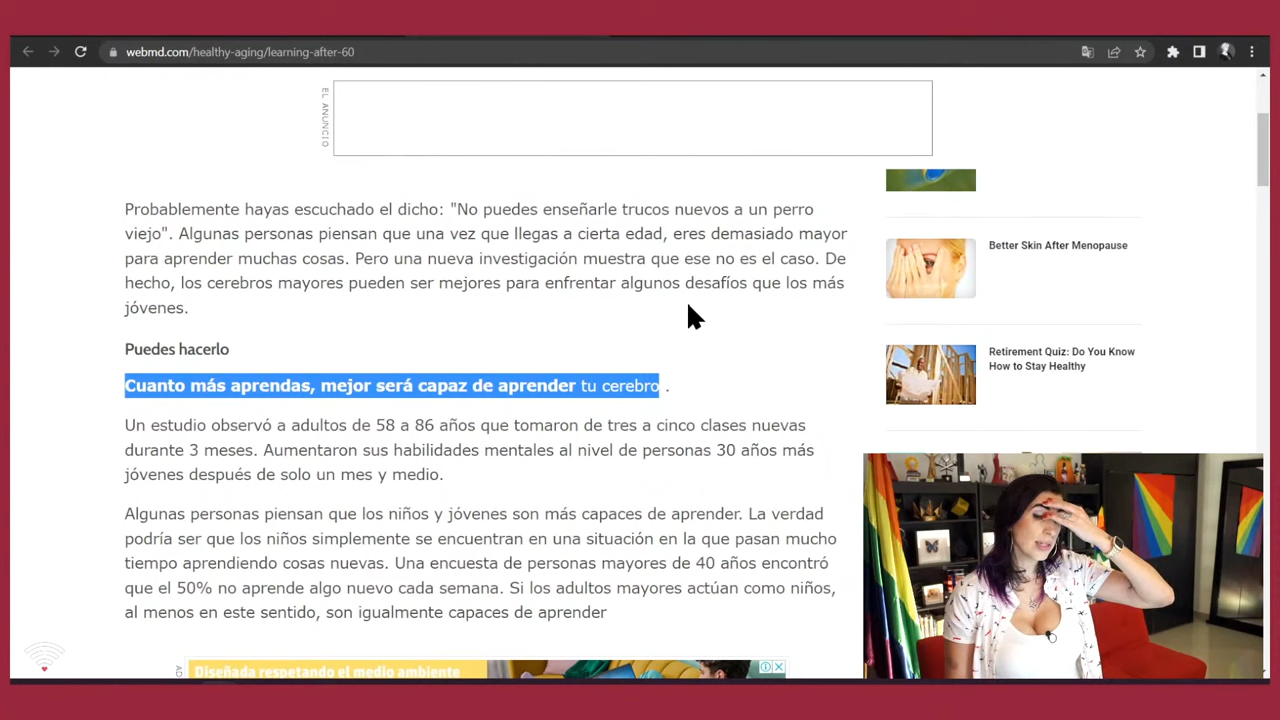 webmd.com/healthy-aging/learning-after-60
EL ANUNCIO
Probablemente hayas escuchado el dicho: "No puedes enseñarle trucos nuevos a un perro
viejo". Algunas personas piensan que una vez que llegas a cierta edad, eres demasiado mayor
para aprender muchas cosas. Pero una nueva investigación muestra que ese no es el caso. De
hecho, los cerebros mayores pueden ser mejores para enfrentar algunos desafíos que los más
jóvenes.
Puedes hacerlo
Cuanto más aprendas, mejor será capaz de aprender tu cerebro .
Un estudio observó a adultos de 58 a 86 años que tomaron de tres a cinco clases nuevas
durante 3 meses. Aumentaron sus habilidades mentales al nivel de personas 30 años más
jóvenes después de solo un mes y medio.
Algunas personas piensan que los niños y jóvenes son más capaces de aprender. La verdad
podría ser que los niños simplemente se encuentran en una situación en la que pasan mucho
tiempo aprendiendo cosas nuevas. Una encuesta de personas mayores de 40 años encontró
que el 50% no aprende algo nuevo cada semana. Si los adultos mayores actúan como niños,
al menos en este sentido, son igualmente capaces de aprender
AD
Diseñada respetando el medio ambiente
Better Skin After Menopause
Retirement Quiz: Do You Know
How to Stay Healthy